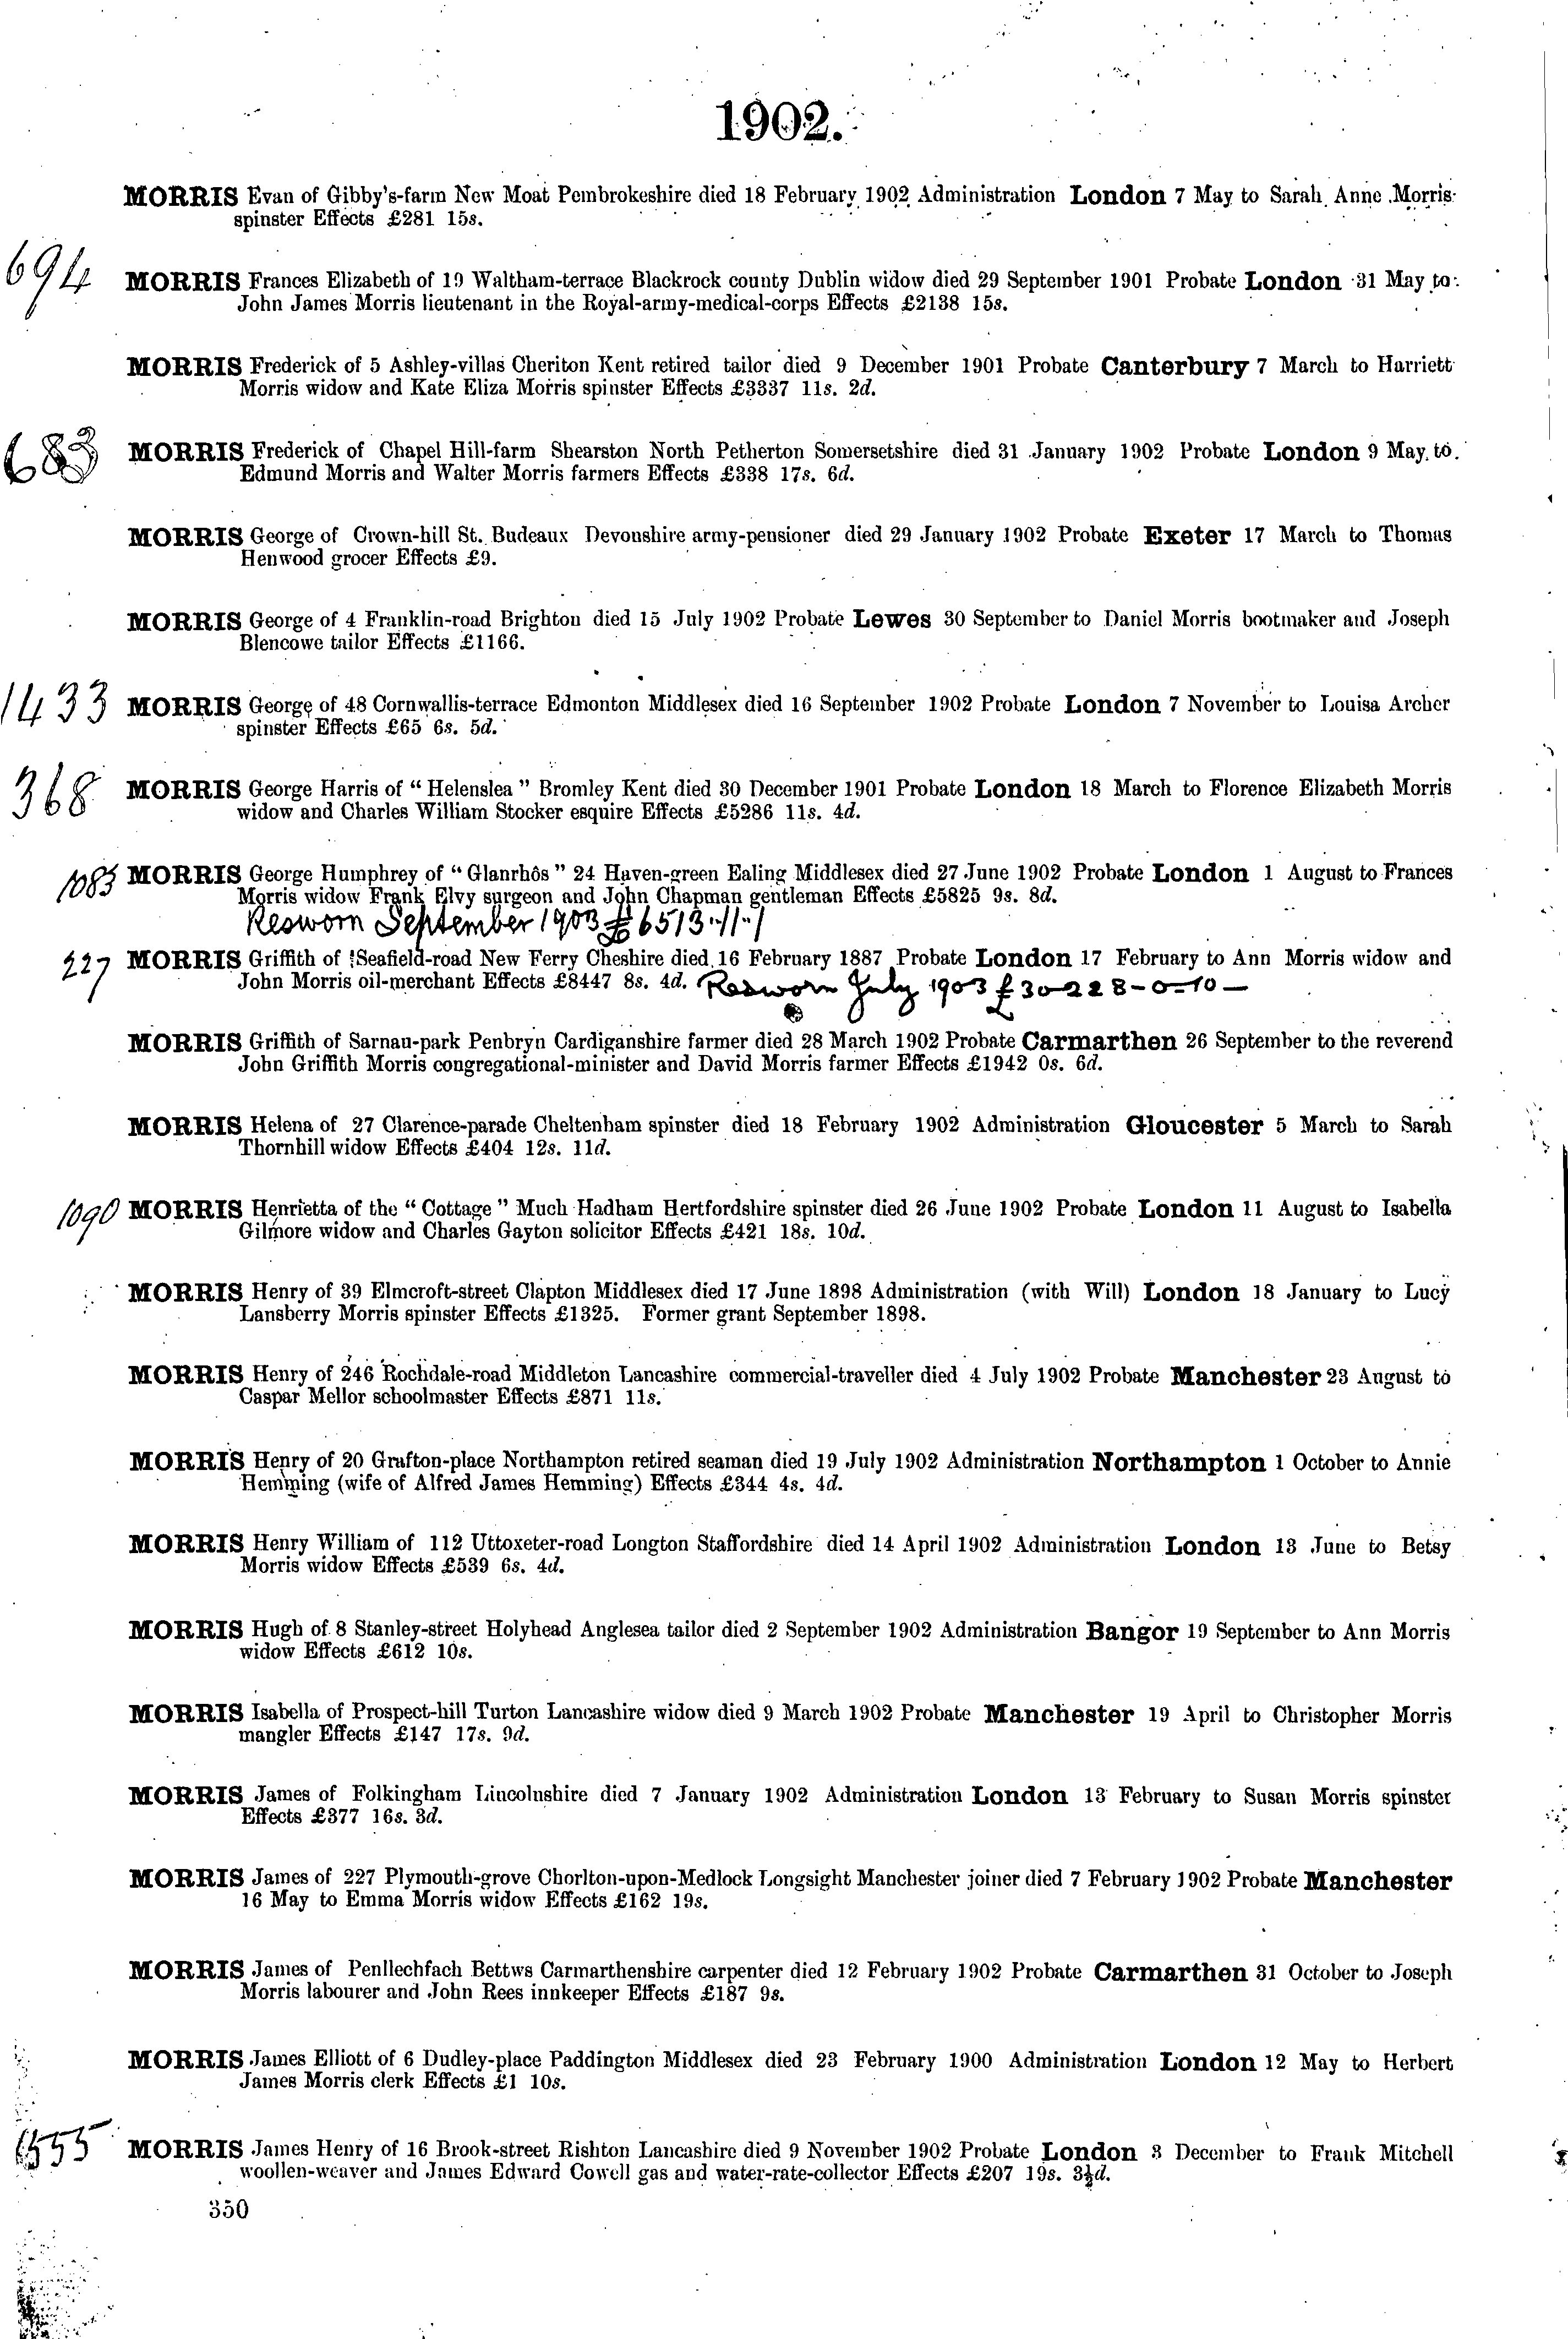 1902.
MORRIS Evan of Gibby's-farm New Moat Pembrokeshire died 18 February 1902 Administration London 7 May to Sarah Anne Morris
spinster Effects £281 15s.
694
MORRIS Frances Elizabeth of 19 Waltham-terrace Blackrock county Dublin widow died 29 September 1901 Probate London 31 May to
John James Morris lieutenant in the Royal-army-medical-corps Effects £2138 15s.
MORRIS Frederick of 5 Ashley-villas Cheriton Kent retired tailor died 9 December 1901 Probate Canterbury 7 March to Harriett
Morris widow and Kate Eliza Morris spinster Effects £3337 11s. 2d.
683
MORRIS Frederick of Chapel Hill-farm Shearston North Petherton Somersetshire died 31 January 1902 Probate London 9 May to
Edmund Morris and Walter Morris farmers Effects £338 17s. 6d.
MORRIS George of Crown-hill St. Budeaux Devonshire army-pensioner died 29 January 1902 Probate Exeter 17 March to Thomas
Henwood grocer Effects £9.
MORRIS George of 4 Franklin-road Brighton died 15 July 1902 Probate Lewes 30 September to Daniel Morris bootmaker and Joseph
Blencowe tailor Effects £1166.
1433
MORRIS George of 48 Cornwallis-terrace Edmonton Middlesex died 16 September 1902 Probate London 7 November to Louisa Archer
spinster Effects £65 6s. 5d.
368
MORRIS George Harris of "Helenslea" Bromley Kent died 30 December 1901 Probate London 18 March to Florence Elizabeth Morris
widow and Charles William Stocker esquire Effects £5286 11s. 4d.
1083
MORRIS George Humphrey of "Glanrhôs" 24 Haven-green Ealing Middlesex died 27 June 1902 Probate London 1 August to Frances
Morris widow Frank Elvy surgeon and John Chapman gentleman Effects £5825 9s. 8d.
Resworn September 1903 £6513-11-1
227
MORRIS Griffith of Seafield-road New Ferry Cheshire died 16 February 1887 Probate London 17 February to Ann Morris widow and
John Morris oil-merchant Effects £8447 8s. 4d. Resworn July 1903 £30228-0-10-
MORRIS Griffith of Sarnau-park Penbryn Cardiganshire farmer died 28 March 1902 Probate Carmarthen 26 September to the reverend
John Griffith Morris congregational-minister and David Morris farmer Effects £1942 0s. 6d.
MORRIS Helena of 27 Clarence-parade Cheltenham spinster died 18 February 1902 Administration Gloucester 5 March to Sarah
Thornhill widow Effects £404 12s. 11d.
1090
MORRIS Henrietta of the "Cottage" Much Hadham Hertfordshire spinster died 26 June 1902 Probate London 11 August to Isabella
Gilmore widow and Charles Gayton solicitor Effects £421 18s. 10d.
MORRIS Henry of 39 Elmcroft-street Clapton Middlesex died 17 June 1898 Administration (with Will) London 18 January to Lucy
Lansberry Morris spinster Effects £1325. Former grant September 1898.
MORRIS Henry of 246 Rochdale-road Middleton Lancashire commercial-traveller died 4 July 1902 Probate Manchester 23 August to
Caspar Mellor schoolmaster Effects £871 11s.
MORRIS Henry of 20 Grafton-place Northampton retired seaman died 19 July 1902 Administration Northampton 1 October to Annie
Hemming (wife of Alfred James Hemming) Effects £344 4s. 4d.
MORRIS Henry William of 112 Uttoxeter-road Longton Staffordshire died 14 April 1902 Administration London 13 June to Betsy
Morris widow Effects £539 6s. 4d.
MORRIS Hugh of 8 Stanley-street Holyhead Anglesea tailor died 2 September 1902 Administration Bangor 19 September to Ann Morris
widow Effects £612 10s.
MORRIS Isabella of Prospect-hill Turton Lancashire widow died 9 March 1902 Probate Manchester 19 April to Christopher Morris
mangler Effects £147 17s. 9d.
MORRIS James of Folkingham Lincolnshire died 7 January 1902 Administration London 13 February to Susan Morris spinster
Effects £377 16s. 3d.
MORRIS James of 227 Plymouth-grove Chorlton-upon-Medlock Longsight Manchester joiner died 7 February 1902 Probate Manchester
16 May to Emma Morris widow Effects £162 19s.
MORRIS James of Penllechfach Bettws Carmarthenshire carpenter died 12 February 1902 Probate Carmarthen 31 October to Joseph
Morris labourer and John Rees innkeeper Effects £187 9s.
MORRIS James Elliott of 6 Dudley-place Paddington Middlesex died 23 February 1900 Administration London 12 May to Herbert
James Morris clerk Effects £1 10s.
1555
MORRIS James Henry of 16 Brook-street Rishton Lancashire died 9 November 1902 Probate London 3 December to Frank Mitchell
woollen-weaver and James Edward Cowell gas and water-rate-collector Effects £207 19s. 3½d.
350